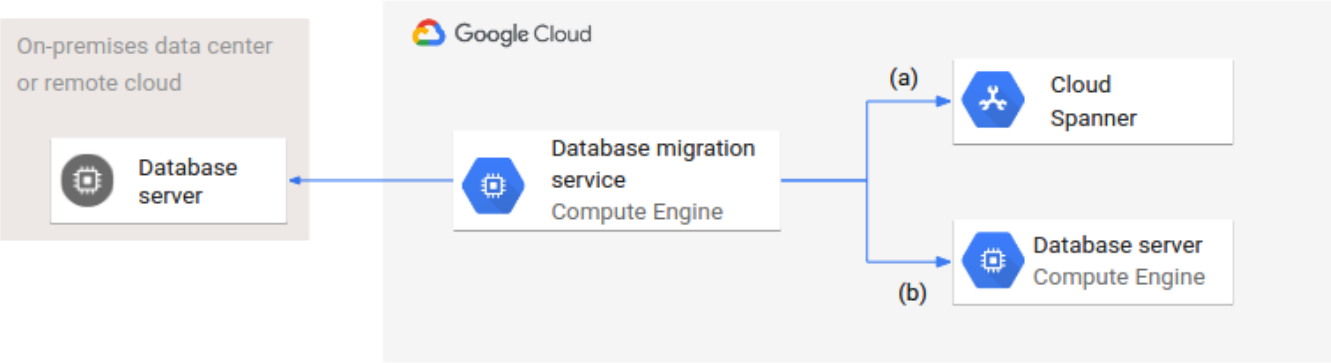 On-premises data center
or remote cloud
Database
server
Google Cloud
Database migration
service
Compute Engine
(a)
Cloud
Spanner
Database server
Compute Engine
(b)